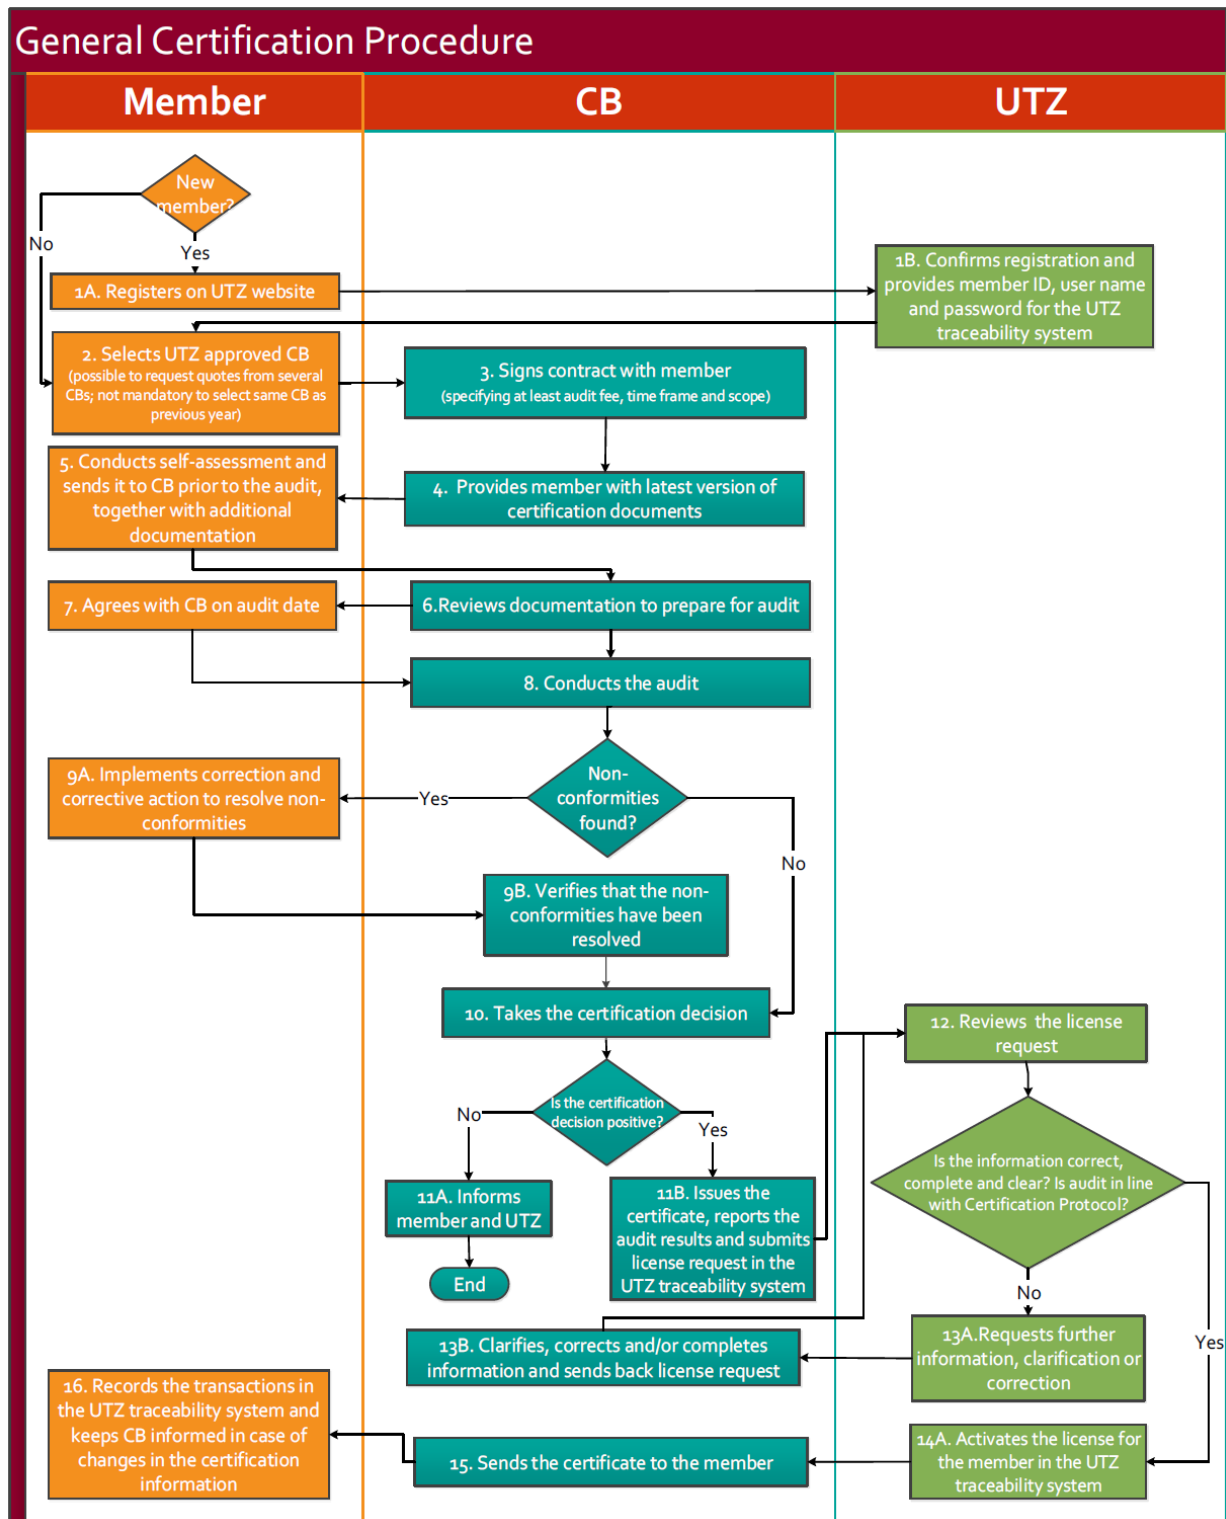 General Certification Procedure
Member
CB
UTZ
New
member?
No
Yes
1A. Registers on UTZ website
1B. Confirms registration and
provides member ID, user name
and password for the UTZ
traceability system
2. Selects UTZ approved CB
(possible to request quotes from several
CBs; not mandatory to select same CB as
previous year)
3. Signs contract with member
(specifying at least audit fee, time frame and scope)
4. Provides member with latest version of
certification documents
5. Conducts self-assessment and
sends it to CB prior to the audit,
together with additional
documentation
6.Reviews documentation to prepare for audit
7. Agrees with CB on audit date
8. Conducts the audit
Non-
conformities
found?
Yes
No
9A. Implements correction and
corrective action to resolve non-
conformities
9B. Verifies that the non-
conformities have been
resolved
10. Takes the certification decision
Is the certification
decision positive?
No
Yes
11A. Informs
member and UTZ
End
11B. Issues the
certificate, reports the
audit results and submits
license request in the
UTZ traceability system
12. Reviews the license
request
Is the information correct,
complete and clear? Is audit in line
with Certification Protocol?
No
Yes
13A.Requests further
information, clarification or
correction
13B. Clarifies, corrects and/or completes
information and sends back license request
14A. Activates the license for
the member in the UTZ
traceability system
15. Sends the certificate to the member
16. Records the transactions in
the UTZ traceability system and
keeps CB informed in case of
changes in the certification
information